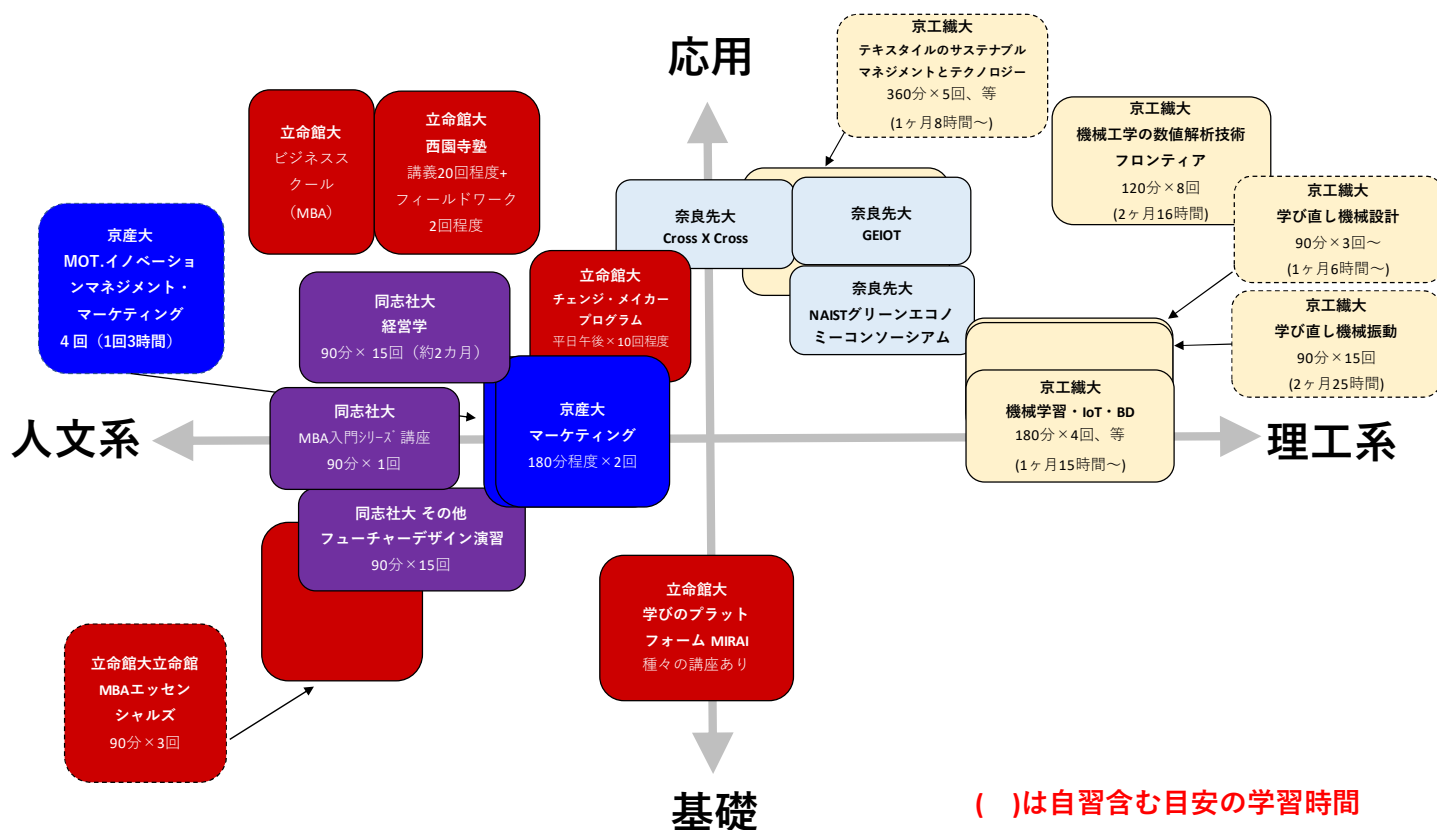 京工繊大
テキスタイルのサステナブル
マネジメントとテクノロジー
360分×5回、等
(1ヶ月8時間～)
応用
立命館大
ビジネスス
クール
（MBA）
立命館大
西園寺塾
講義20回程度+
フィールドワーク
2回程度
京工繊大
機械工学の数値解析技術
フロンティア
120分×8回
(2ヶ月16時間)
京産大
MOT.イノベーショ
ンマネジメント・
マーケティング
4 回（1回3時間）
奈良先大
Cross X Cross
奈良先大
GEIOT
京工繊大
学び直し機械設計
90分×3回～
(1ヶ月6時間～)
同志社大
経営学
90分× 15回（約2カ月）
立命館大
チェンジ・メイカー
プログラム
平日午後×10回程度
奈良先大
NAISTグリーンエコノ
ミーコンソーシアム
京工繊大
学び直し機械振動
90分×15回
(2ヶ月25時間)
人文系
同志社大
MBA入門ｼﾘｰｽﾞ 講座
90分× 1回
京産大
マーケティング
180分程度×2回
京工繊大
機械学習・IoT・BD
180分×4回、等
(1ヶ月15時間～)
理工系
同志社大 その他
フューチャーデザイン演習
90分×15回
立命館大
学びのプラット
フォーム MIRAI
種々の講座あり
立命館大立命館
MBAエッセン
シャルズ
90分×3回
基礎
(　)は自習含む目安の学習時間